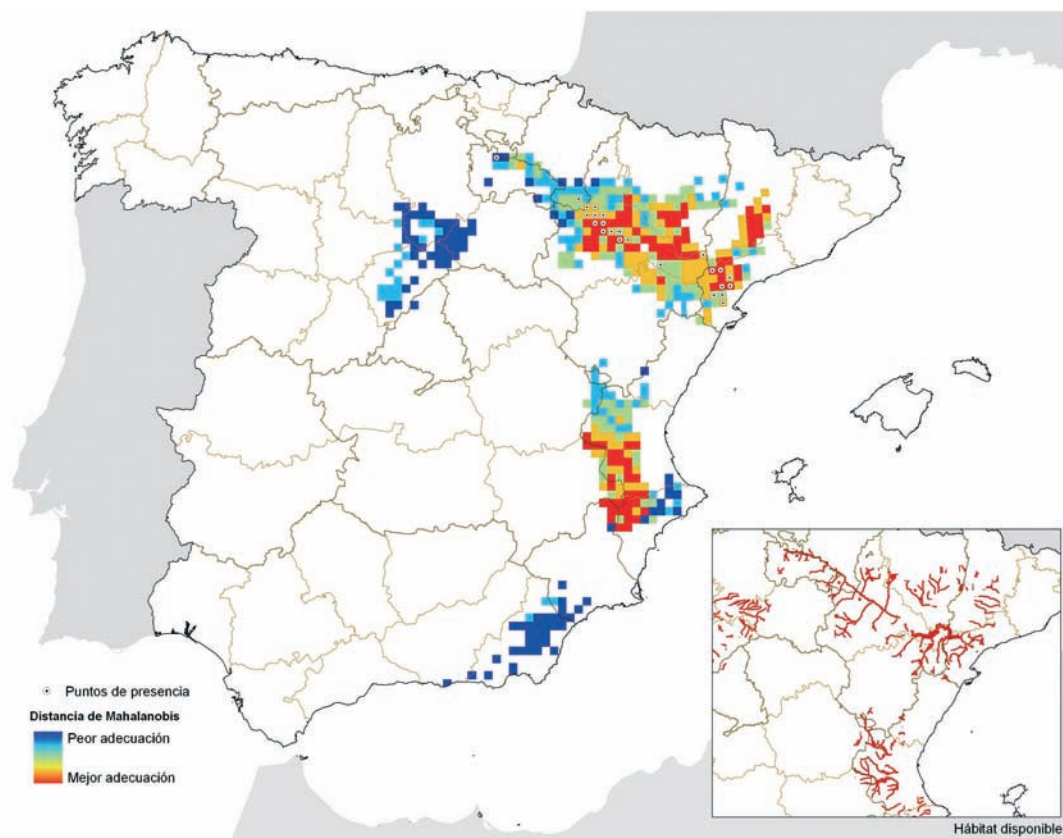 Puntos de presencia
Distancia de Mahalanobis
Peor adecuación
Mejor adecuación
Hábitat disponible